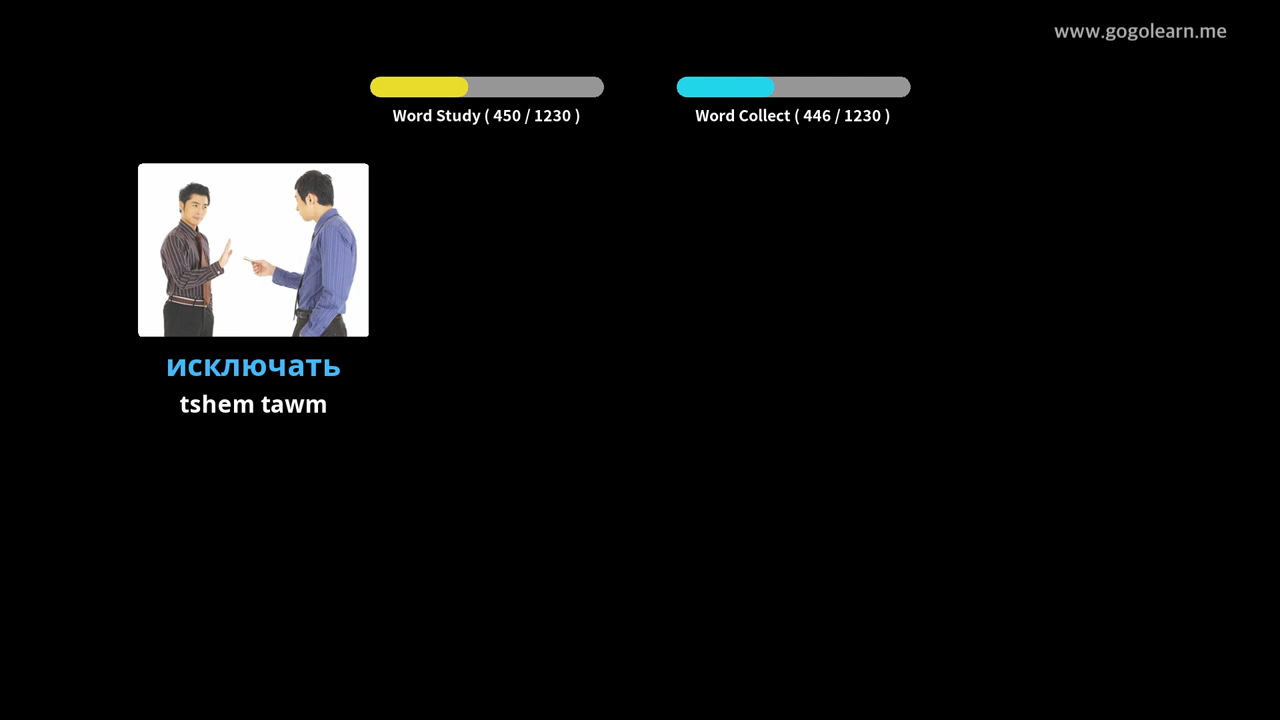 www.gogolearn.me
Word Study ( 450 / 1230 )
Word Collect ( 446 / 1230 )
исключать
tshem tawm